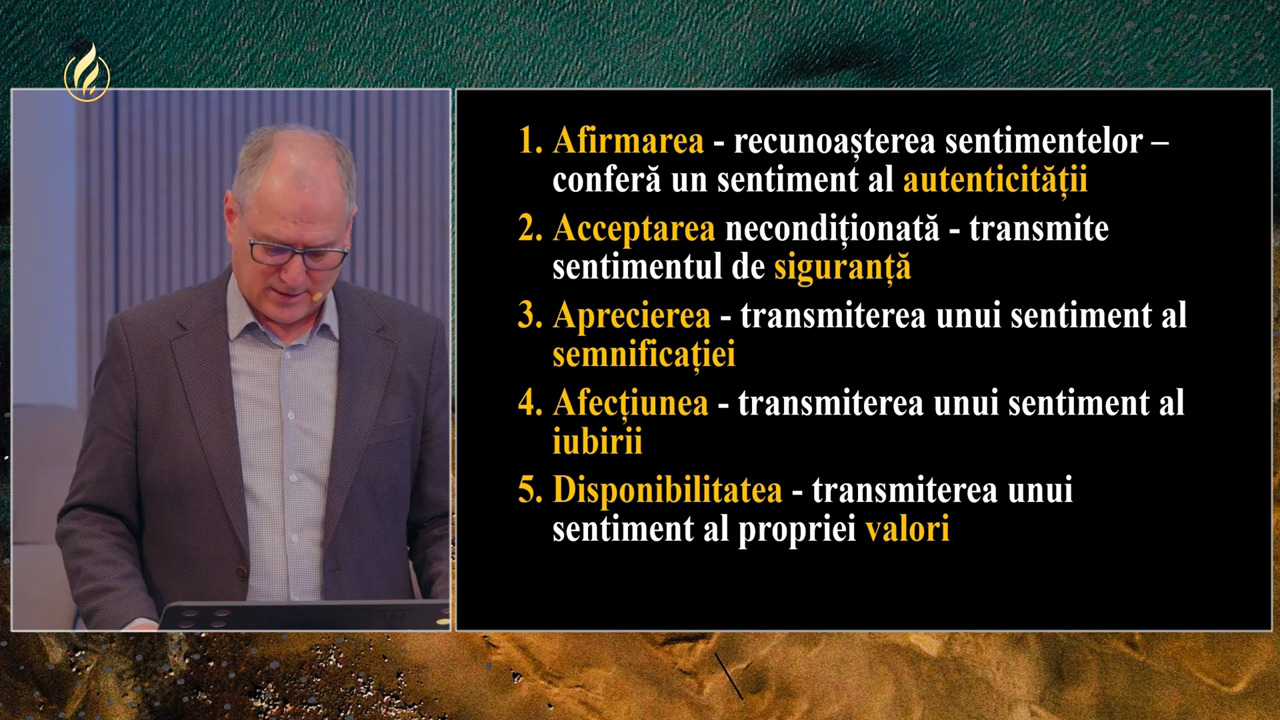 1. Afirmarea - recunoașterea sentimentelor –
conferă un sentiment al autenticității
2. Acceptarea necondiționată - transmite
sentimentul de siguranță
3. Aprecierea - transmiterea unui sentiment al
semnificației
4. Afecțiunea - transmiterea unui sentiment al
iubirii
5. Disponibilitatea - transmiterea unui
sentiment al propriei valori